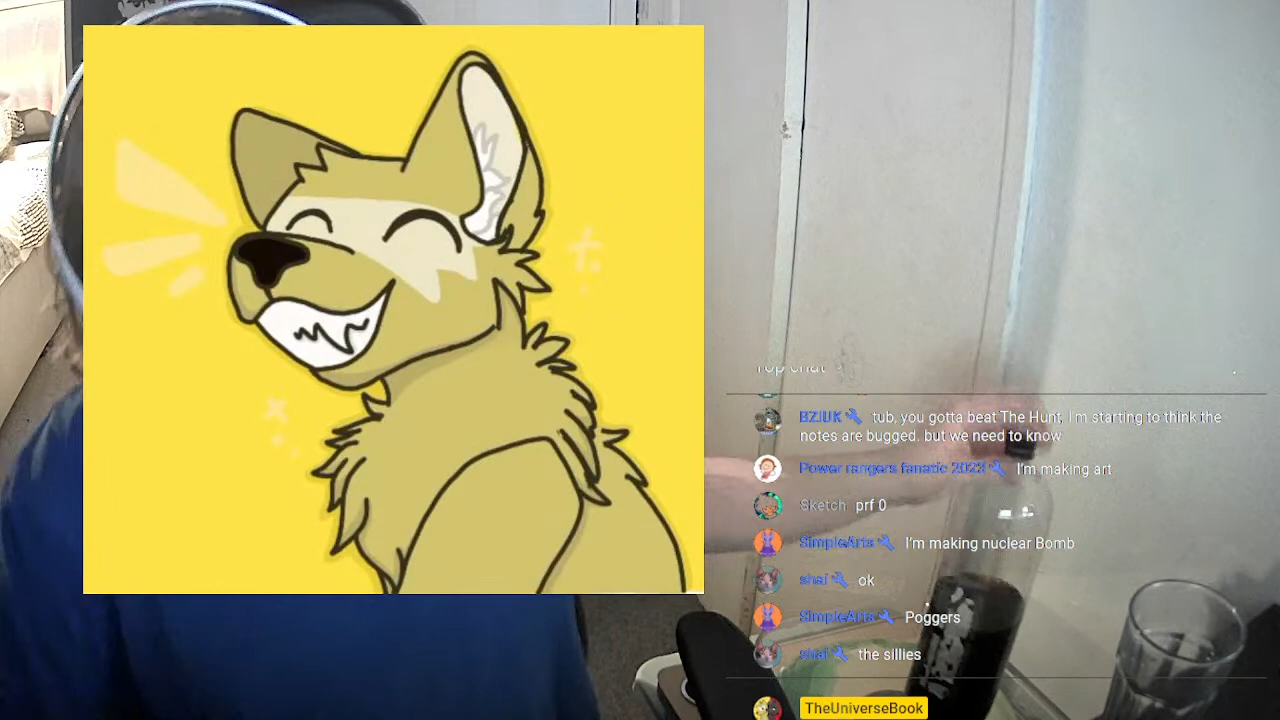 Top chat
BZIUK tub, you gotta beat The Hunt, I'm starting to think the
notes are bugged. but we need to know
Power rangers fanatic 2023 I'm making art
Sketch prf 0
SimpleArts I'm making nuclear Bomb
shai ok
SimpleArts Poggers
shai the sillies
TheUniverseBook